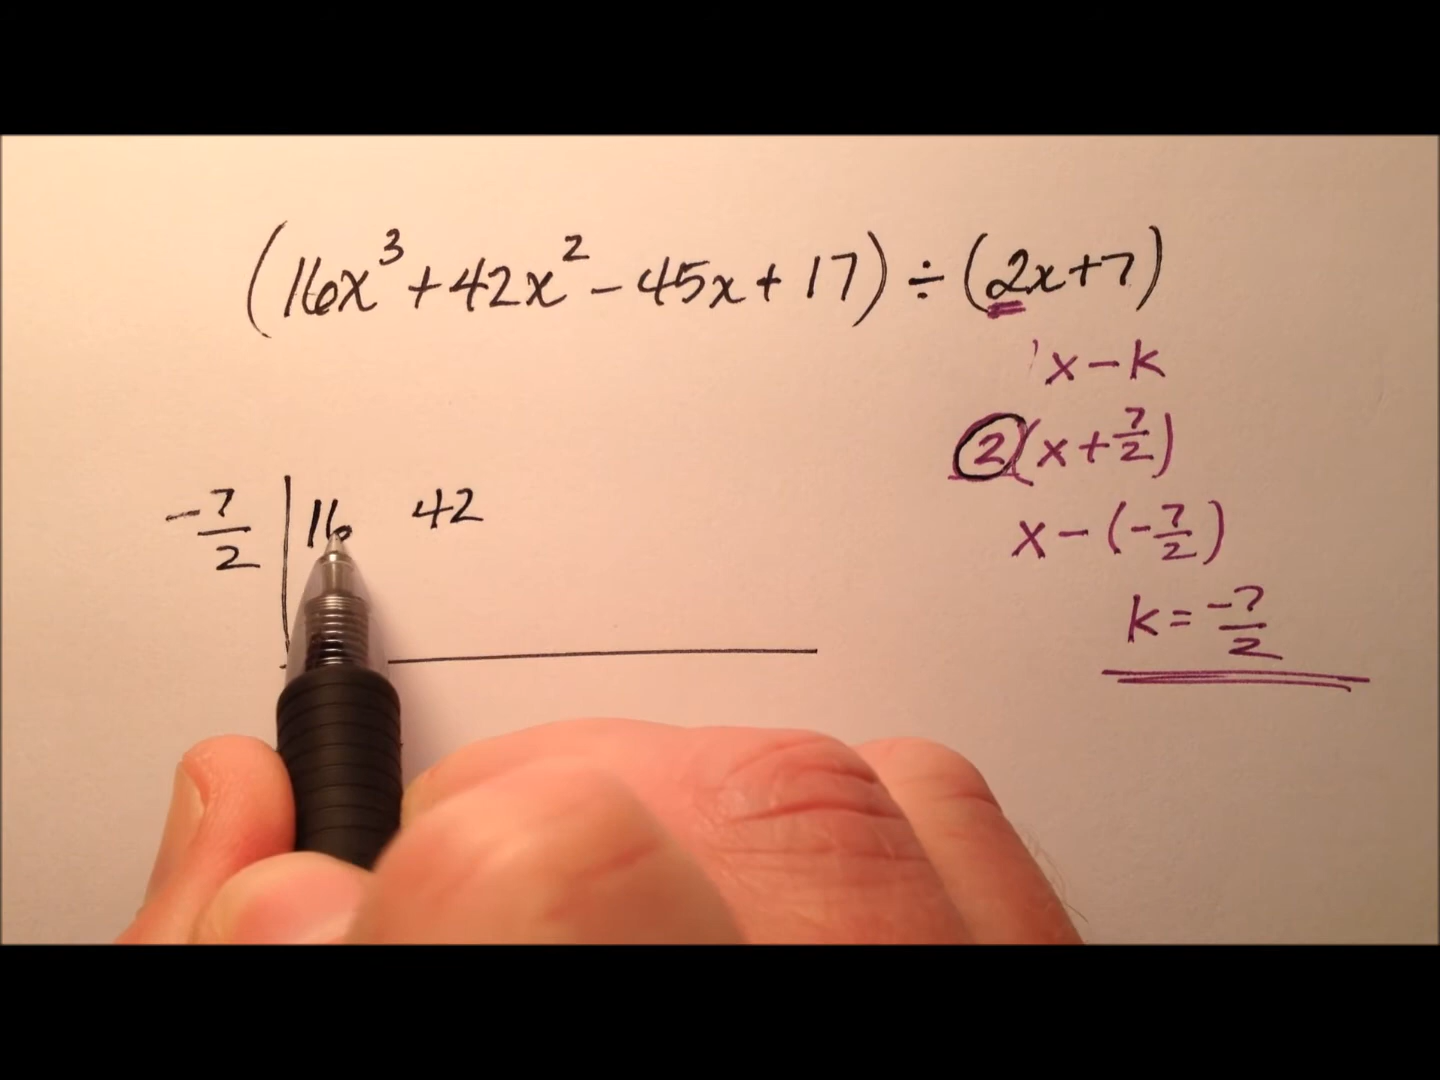 (16x³ + 42x² - 45x + 17) ÷ (2x+7)
x - k
2(x + 7/2)
x - (-7/2)
k = -7/2
-7/2 | 16 42